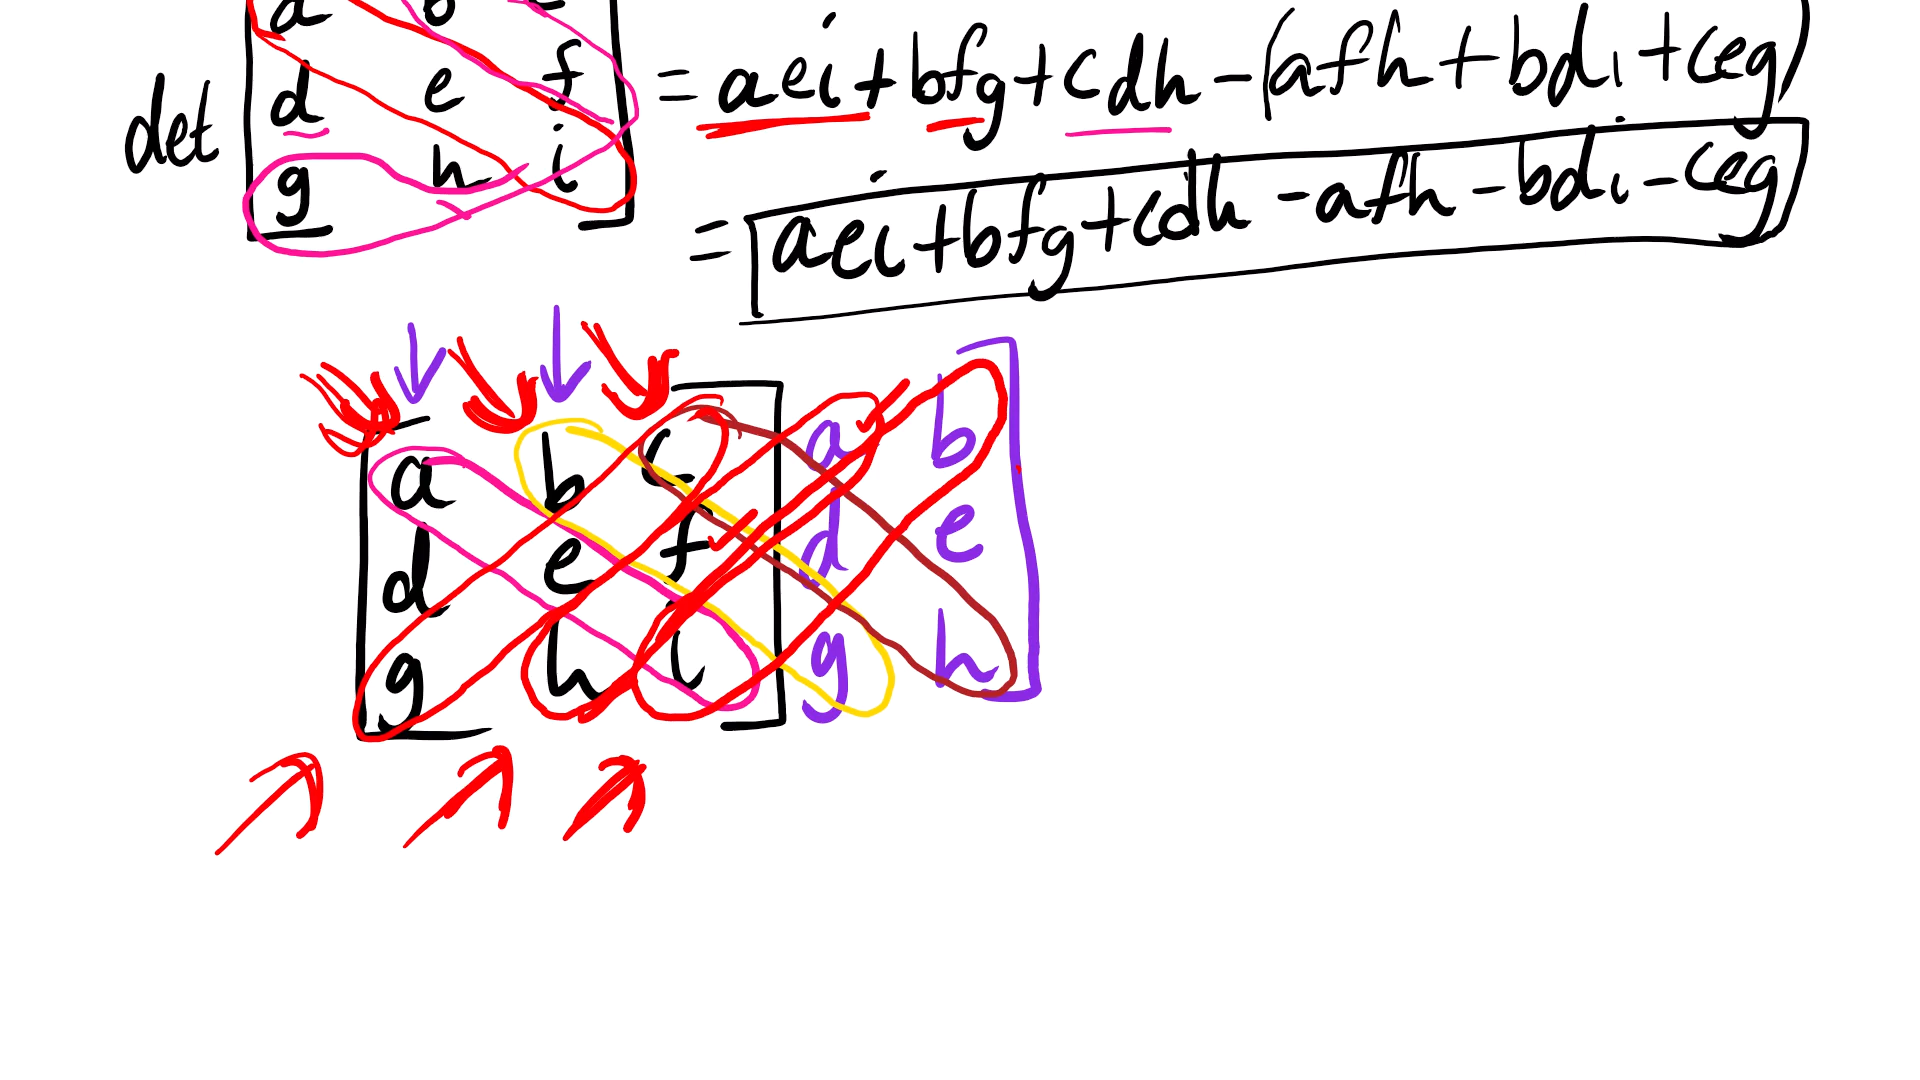 a b c
det d e f = aei + bfg + cdh - (afh + bdi + ceg)
g h i
= aei + bfg + cdh - afh - bdi - ceg
a b c a b
d e f d e
g h i g h